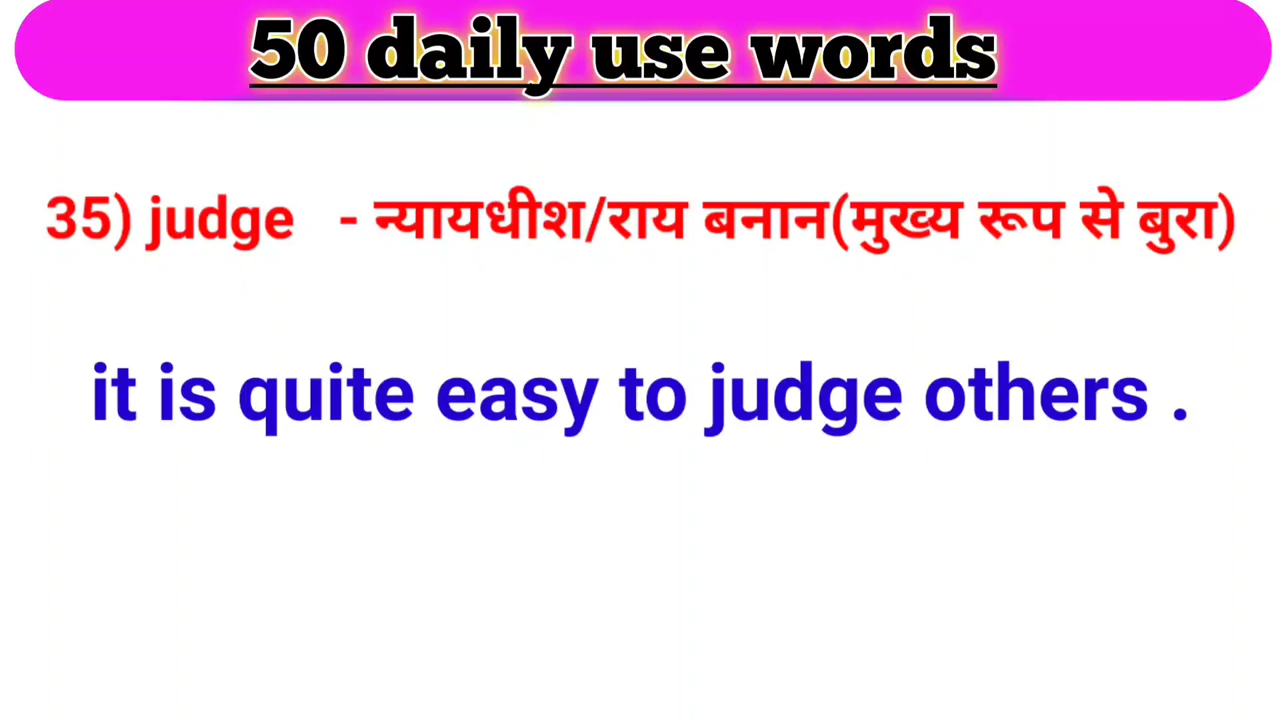 50 daily use words
35) judge - न्यायधीश/राय बनान(मुख्य रूप से बुरा)
it is quite easy to judge others .